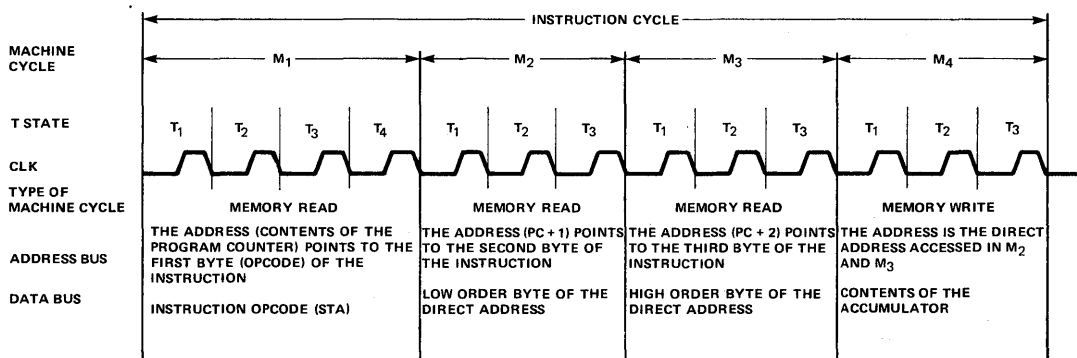 INSTRUCTION CYCLE
MACHINE
CYCLE
M1 M2 M3 M4
T STATE
T1 T2 T3 T4 T1 T2 T3 T1 T2 T3 T1 T2 T3
CLK
TYPE OF
MACHINE CYCLE
MEMORY READ
MEMORY READ
MEMORY READ
MEMORY WRITE
ADDRESS BUS
THE ADDRESS (CONTENTS OF THE
PROGRAM COUNTER) POINTS TO THE
FIRST BYTE (OPCODE) OF THE
INSTRUCTION
THE ADDRESS (PC + 1) POINTS
TO THE SECOND BYTE OF
THE INSTRUCTION
THE ADDRESS (PC + 2) POINTS
TO THE THIRD BYTE OF THE
INSTRUCTION
THE ADDRESS IS THE DIRECT
ADDRESS ACCESSED IN M2
AND M3
DATA BUS
INSTRUCTION OPCODE (STA)
LOW ORDER BYTE OF THE
DIRECT ADDRESS
HIGH ORDER BYTE OF THE
DIRECT ADDRESS
CONTENTS OF THE
ACCUMULATOR